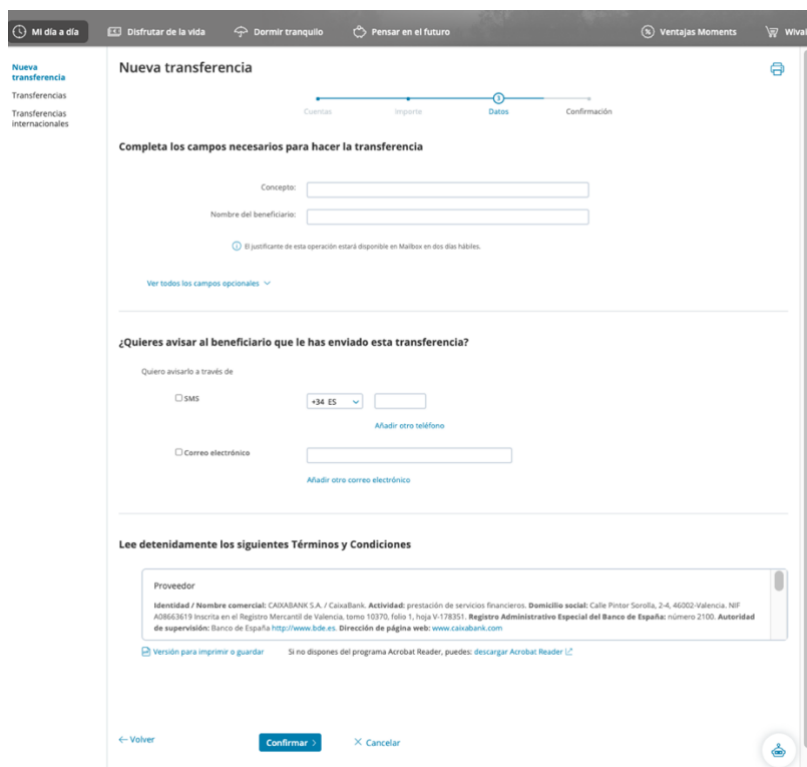 Mi día a día
Disfrutar de la vida
Dormir tranquilo
Pensar en el futuro
Ventajas Moments
Nueva
transferencia
Transferencias
Transferencias
internacionales
Nueva transferencia
Cuentas
Importe
3
Datos
Confirmación
Completa los campos necesarios para hacer la transferencia
Concepto:
Nombre del beneficiario:
El justificante de esta operación estará disponible en Mailbox en dos días hábiles.
Ver todos los campos opcionales
¿Quieres avisar al beneficiario que le has enviado esta transferencia?
Quiero avisarlo a través de
SMS
+34 ES
Añadir otro teléfono
Correo electrónico
Añadir otro correo electrónico
Lee detenidamente los siguientes Términos y Condiciones
Proveedor
Identidad / Nombre comercial: CAIXABANK S.A. / CaixaBank. Actividad: prestación de servicios financieros. Domicilio social: Calle Pintor Sorolla, 2-4, 46002-Valencia. NIF
A08663619 Inscrita en el Registro Mercantil de Valencia, tomo 10370, folio 1, hoja V-178351. Registro Administrativo Especial del Banco de España: número 2100. Autoridad
de supervisión: Banco de España http://www.bde.es. Dirección de página web: www.caixabank.com
Versión para imprimir o guardar
Si no dispones del programa Acrobat Reader, puedes: descargar Acrobat Reader
Volver
Confirmar
Cancelar